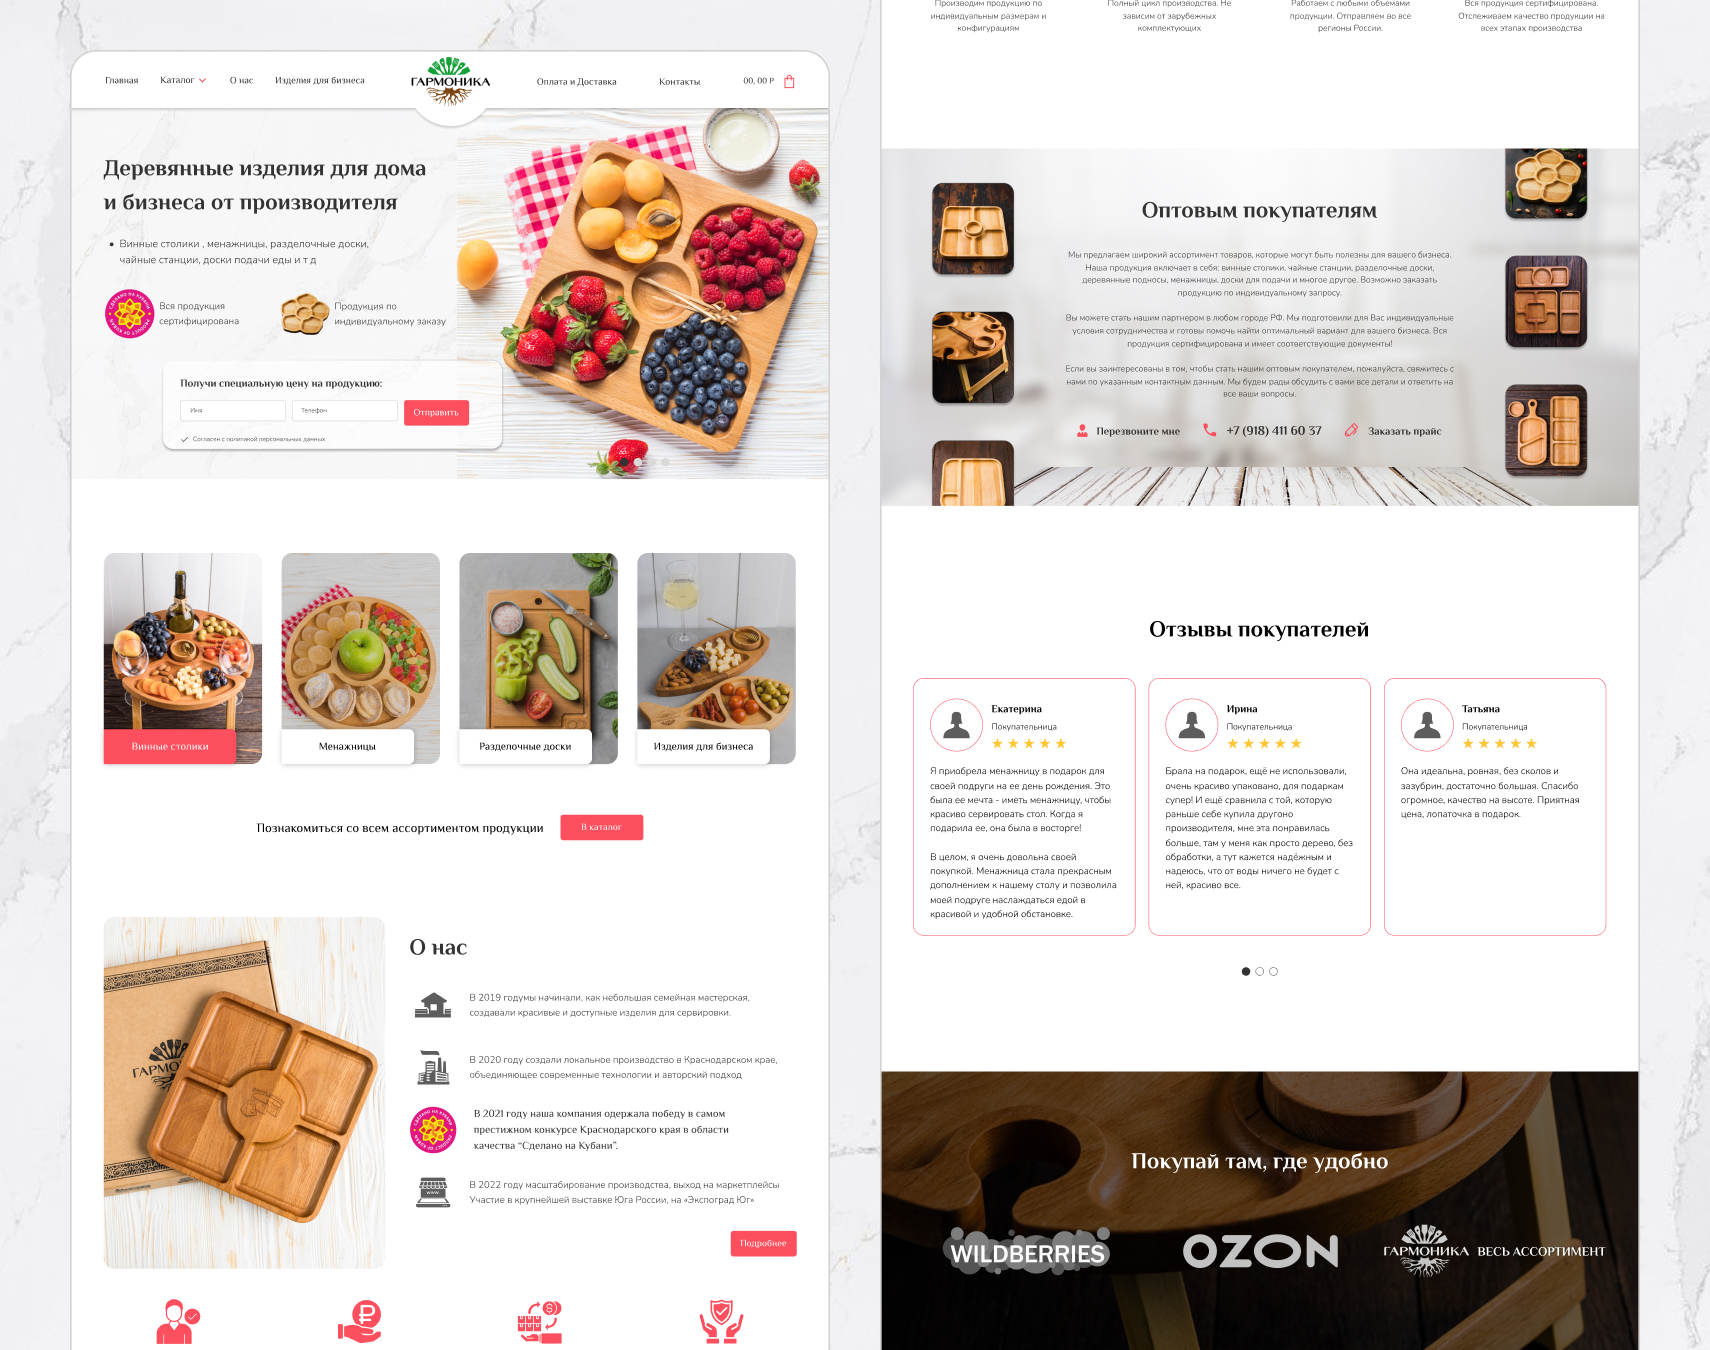 Главная Каталог О нас Изделия для бизнеса
ГАРМОНИКА
Оплата и Доставка Контакты 00, 00 Р
Деревянные изделия для дома
и бизнеса от производителя
• Винные столики , менажницы, разделочные доски,
чайные станции, доски подачи еды и т д
СДЕЛАНО НА КУБАНИ
PRODUCT OF KUBAN
Вся продукция
сертифицирована
Продукция по
индивидуальному заказу
Получи специальную цену на продукцию:
Имя
Телефон
Отправить
Согласен с политикой персональных данных
Винные столики
Менажницы
Разделочные доски
Изделия для бизнеса
Познакомиться со всем ассортиментом продукции
В каталог
ГАРМО
О нас
В 2019 годумы начинали, как небольшая семейная мастерская,
создавали красивые и доступные изделия для сервировки.
В 2020 году создали локальное производство в Краснодарском крае,
объединяющее современные технологии и авторский подход
СДЕЛАНО НА КУБАНИ
PRODUCT OF KUBAN
В 2021 году наша компания одержала победу в самом
престижном конкурсе Краснодарского края в области
качества “Сделано на Кубани”.
www.
В 2022 году масштабирование производства, выход на маркетплейсы
Участие в крупнейшей выставке Юга России, на «Экспоград Юг»
Подробнее
Производим продукцию по
индивидуальным размерам и
конфигурациям
Полный цикл производства. Не
зависим от зарубежных
комплектующих
Работаем с любыми объемами
продукции. Отправляем во все
регионы России.
Вся продукция сертифицирована.
Отслеживаем качество продукции на
всех этапах производства
Оптовым покупателям
Мы предлагаем широкий ассортимент товаров, которые могут быть полезны для вашего бизнеса.
Наша продукция включает в себя: винные столики, чайные станции, разделочные доски,
деревянные подносы, менажницы, доски для подачи и многое другое. Возможно заказать
продукцию по индивидуальному запросу.
Вы можете стать нашим партнером в любом городе РФ. Мы подготовили для Вас индивидуальные
условия сотрудничества и готовы помочь найти оптимальный вариант для вашего бизнеса. Вся
продукция сертифицирована и имеет соответствующие документы!
Если вы заинтересованы в том, чтобы стать нашим оптовым покупателем, пожалуйста, свяжитесь с
нами по указанным контактным данным. Мы будем рады обсудить с вами все детали и ответить на
все ваши вопросы.
Перезвоните мне
+7 (918) 411 60 37
Заказать прайс
Отзывы покупателей
Екатерина
Покупательница
Я приобрела менажницу в подарок для
своей подруги на ее день рождения. Это
была ее мечта - иметь менажницу, чтобы
красиво сервировать стол. Когда я
подарила ее, она была в восторге!
В целом, я очень довольна своей
покупкой. Менажница стала прекрасным
дополнением к нашему столу и позволила
моей подруге наслаждаться едой в
красивой и удобной обстановке.
Ирина
Покупательница
Брала на подарок, ещё не использовали,
очень красиво упаковано, для подаркам
супер! И ещё сравнила с той, которую
раньше себе купила другоно
производителя, мне эта понравилась
больше, там у меня как просто дерево, без
обработки, а тут кажется надёжным и
надеюсь, что от воды ничего не будет с
ней, красиво все.
Татьяна
Покупательница
Она идеальна, ровная, без сколов и
зазубрин, достаточно большая. Спасибо
огромное, качество на высоте. Приятная
цена, лопаточка в подарок.
Покупай там, где удобно
WILDBERRIES
OZON
ГАРМОНИКА
ВЕСЬ АССОРТИМЕНТ